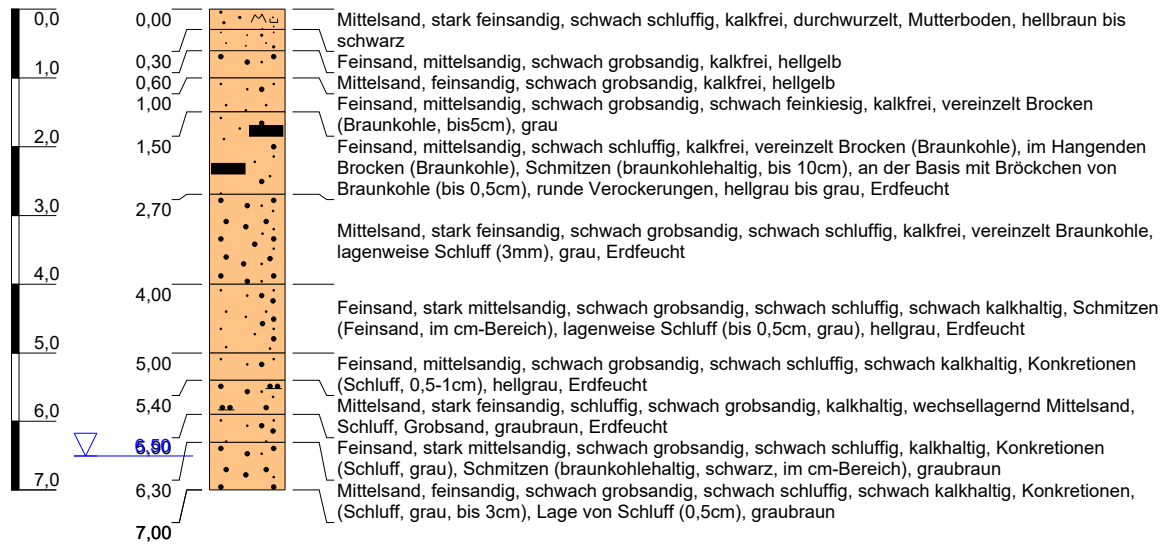 0,0
1,0
2,0
3,0
4,0
5,0
6,0
7,0
0,00
0,30
0,60
1,00
1,50
2,70
4,00
5,00
5,40
5,90
6,50
6,30
7,00
Mittelsand, stark feinsandig, schwach schluffig, kalkfrei, durchwurzelt, Mutterboden, hellbraun bis
schwarz
Feinsand, mittelsandig, schwach grobsandig, kalkfrei, hellgelb
Mittelsand, feinsandig, schwach grobsandig, kalkfrei, hellgelb
Feinsand, mittelsandig, schwach grobsandig, schwach feinkiesig, kalkfrei, vereinzelt Brocken
(Braunkohle, bis5cm), grau
Feinsand, mittelsandig, schwach schluffig, kalkfrei, vereinzelt Brocken (Braunkohle), im Hangenden
Brocken (Braunkohle), Schmitzen (braunkohlehaltig, bis 10cm), an der Basis mit Bröckchen von
Braunkohle (bis 0,5cm), runde Verockerungen, hellgrau bis grau, Erdfeucht
Mittelsand, stark feinsandig, schwach grobsandig, schwach schluffig, kalkfrei, vereinzelt Braunkohle,
lagenweise Schluff (3mm), grau, Erdfeucht
Feinsand, stark mittelsandig, schwach grobsandig, schwach schluffig, schwach kalkhaltig, Schmitzen
(Feinsand, im cm-Bereich), lagenweise Schluff (bis 0,5cm, grau), hellgrau, Erdfeucht
Feinsand, mittelsandig, schwach grobsandig, schwach schluffig, schwach kalkhaltig, Konkretionen
(Schluff, 0,5-1cm), hellgrau, Erdfeucht
Mittelsand, stark feinsandig, schluffig, schwach grobsandig, kalkhaltig, wechsellagernd Mittelsand,
Schluff, Grobsand, graubraun, Erdfeucht
Feinsand, stark mittelsandig, schwach grobsandig, schwach schluffig, kalkhaltig, Konkretionen
(Schluff, grau), Schmitzen (braunkohlehaltig, schwarz, im cm-Bereich), graubraun
Mittelsand, feinsandig, schwach grobsandig, schwach schluffig, schwach kalkhaltig, Konkretionen,
(Schluff, grau, bis 3cm), Lage von Schluff (0,5cm), graubraun